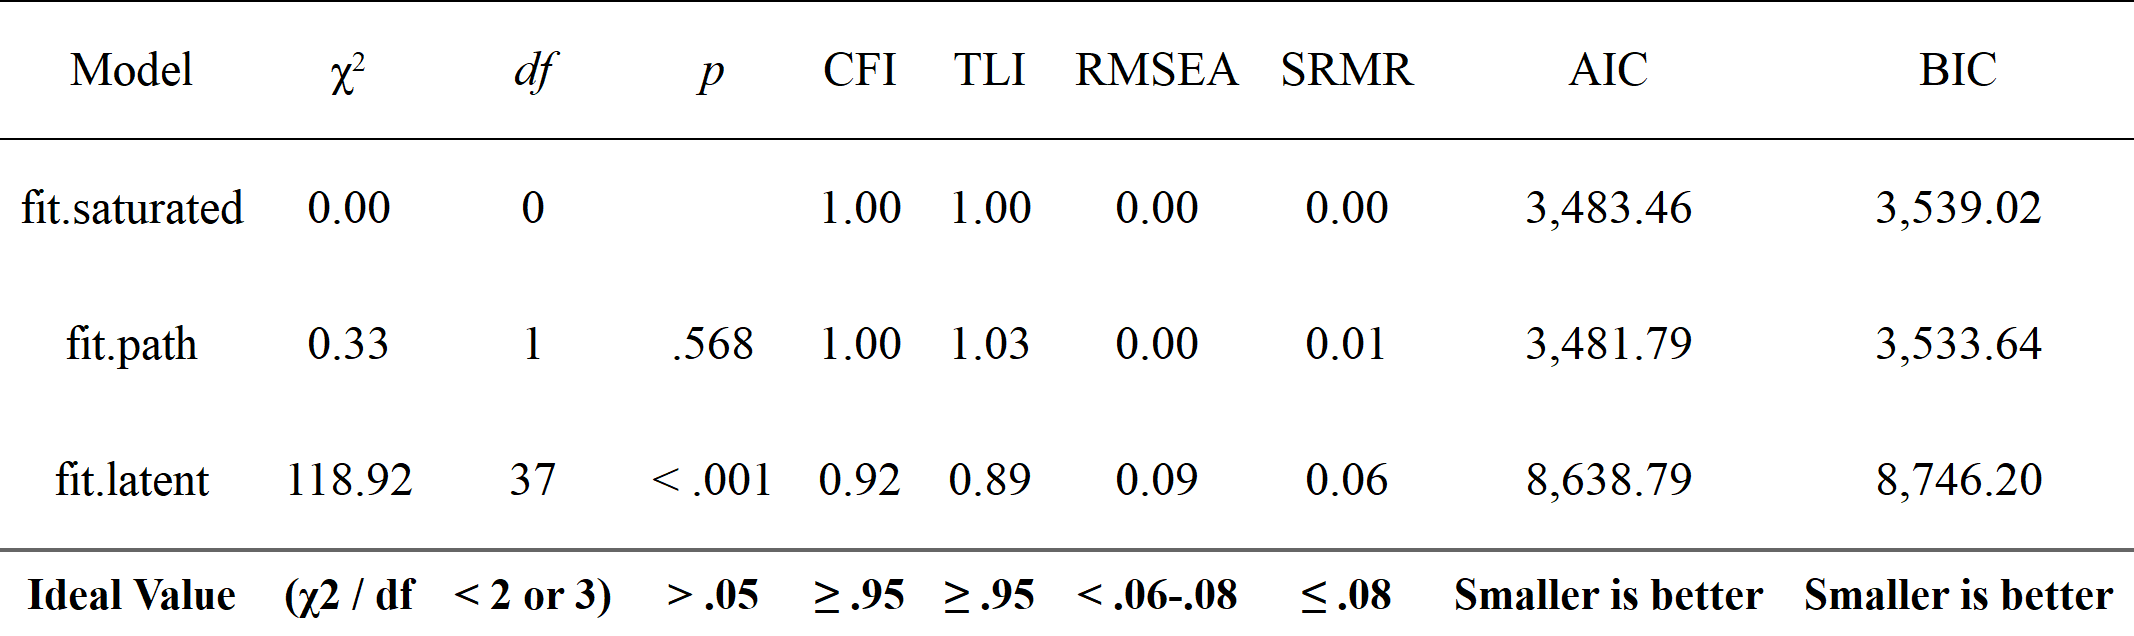 Model χ² df p CFI TLI RMSEA SRMR AIC BIC
fit.saturated 0.00 0 1.00 1.00 0.00 0.00 3,483.46 3,539.02
fit.path 0.33 1 .568 1.00 1.03 0.00 0.01 3,481.79 3,533.64
fit.latent 118.92 37 < .001 0.92 0.89 0.09 0.06 8,638.79 8,746.20
Ideal Value (χ2 / df < 2 or 3) > .05 ≥ .95 ≥ .95 < .06-.08 ≤ .08 Smaller is better Smaller is better